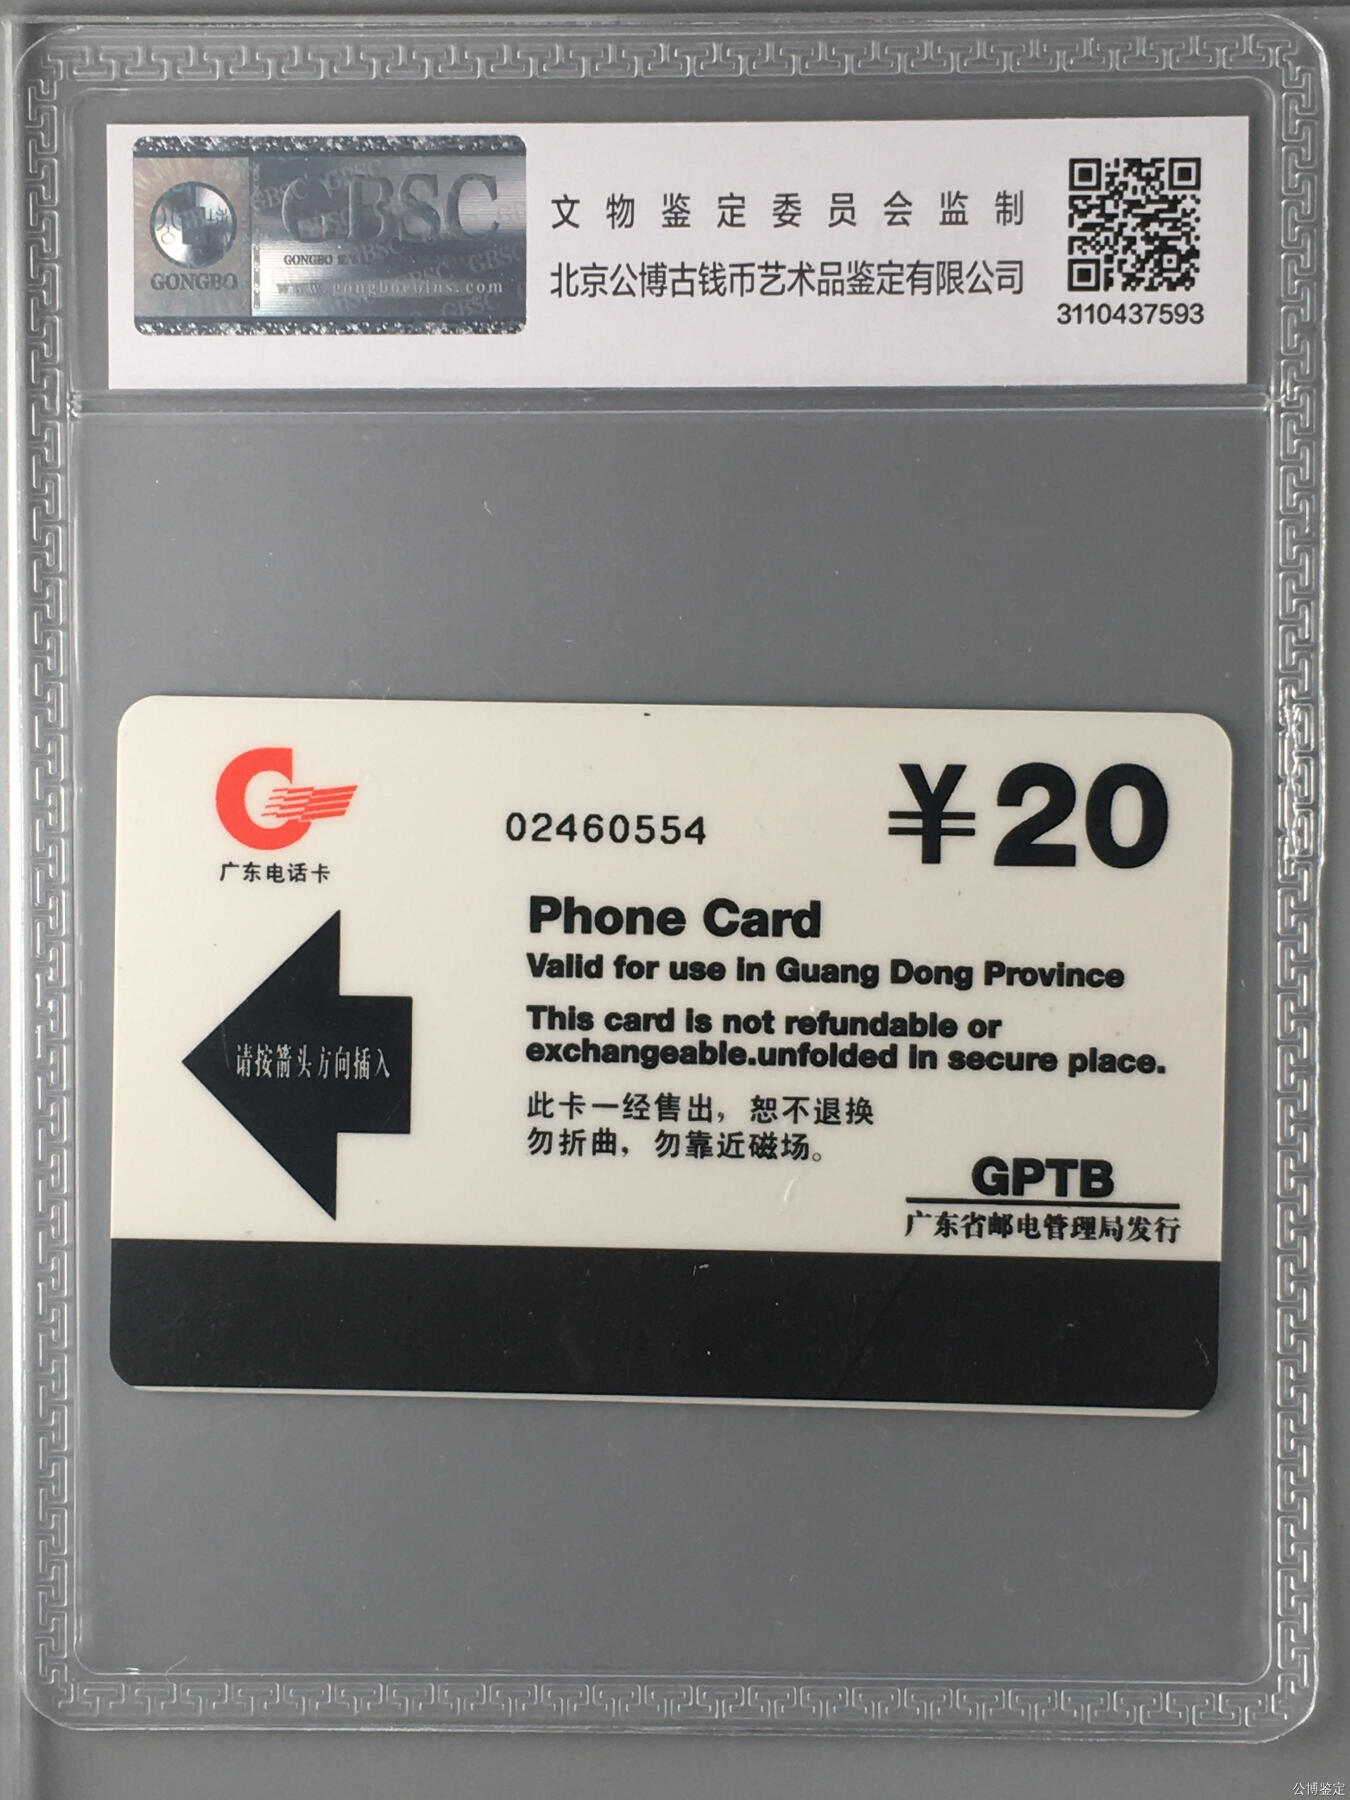 GBSC
GONGBO
GONGBO
www.gongbocoins.com
文物鉴定委员会监制
北京公博古钱币艺术品鉴定有限公司
3110437593
广东电话卡
02460554
¥20
Phone Card
Valid for use in Guang Dong Province
This card is not refundable or
exchangeable.unfolded in secure place.
请按箭头方向插入
此卡一经售出，恕不退换
勿折曲，勿靠近磁场。
GPTB
广东省邮电管理局发行
公博鉴定